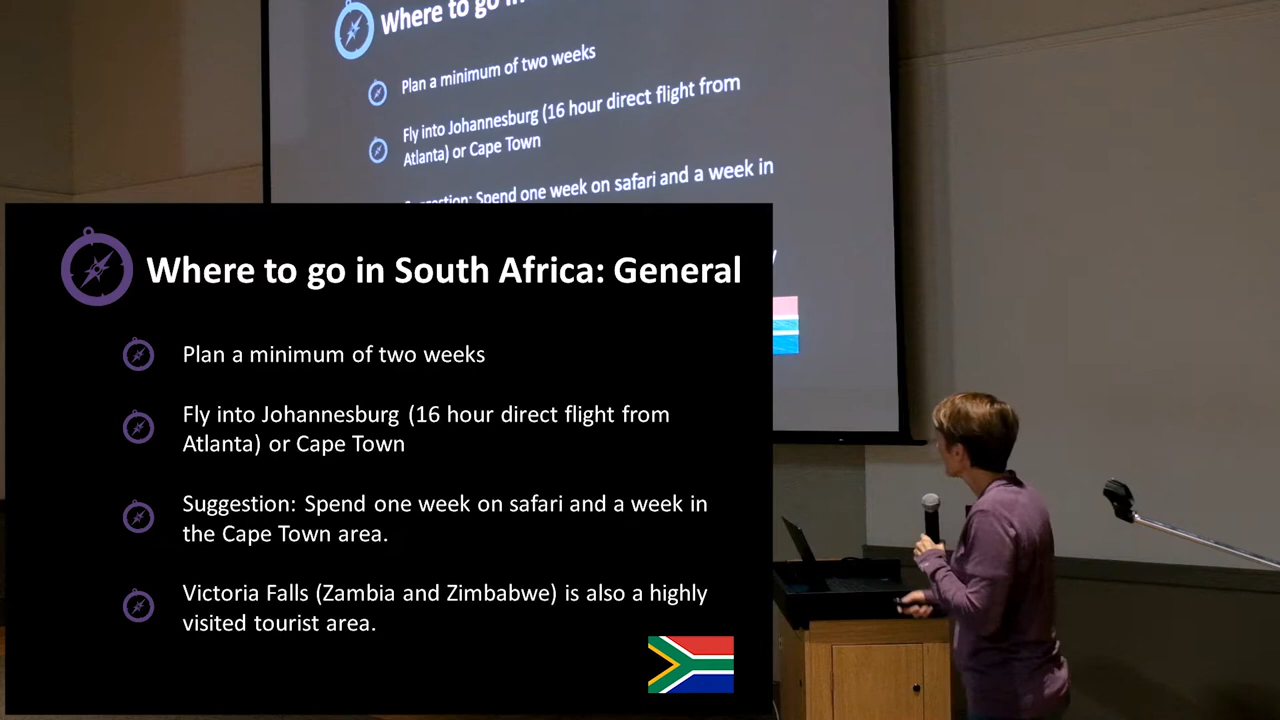 Where to go in
Plan a minimum of two weeks
Fly into Johannesburg (16 hour direct flight from
Atlanta) or Cape Town
Suggestion: Spend one week on safari and a week in
Where to go in South Africa: General
Plan a minimum of two weeks
Fly into Johannesburg (16 hour direct flight from
Atlanta) or Cape Town
Suggestion: Spend one week on safari and a week in
the Cape Town area.
Victoria Falls (Zambia and Zimbabwe) is also a highly
visited tourist area.